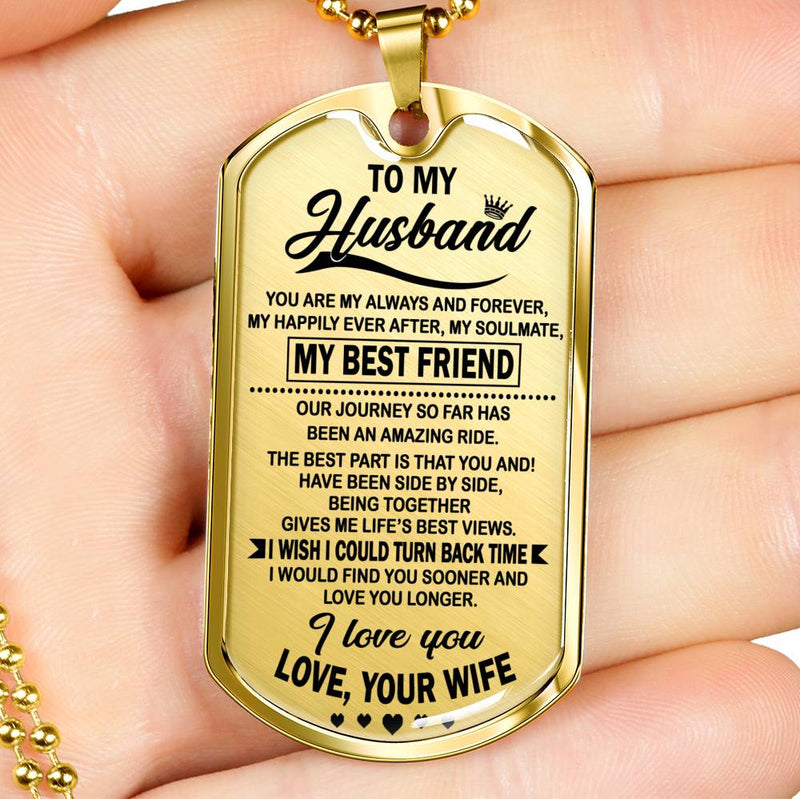 TO MY
Husband
YOU ARE MY ALWAYS AND FOREVER,
MY HAPPILY EVER AFTER, MY SOULMATE,
MY BEST FRIEND
OUR JOURNEY SO FAR HAS
BEEN AN AMAZING RIDE.
THE BEST PART IS THAT YOU AND!
HAVE BEEN SIDE BY SIDE,
BEING TOGETHER
GIVES ME LIFE'S BEST VIEWS.
I WISH I COULD TURN BACK TIME
I WOULD FIND YOU SOONER AND
LOVE YOU LONGER.
I love you
LOVE, YOUR WIFE